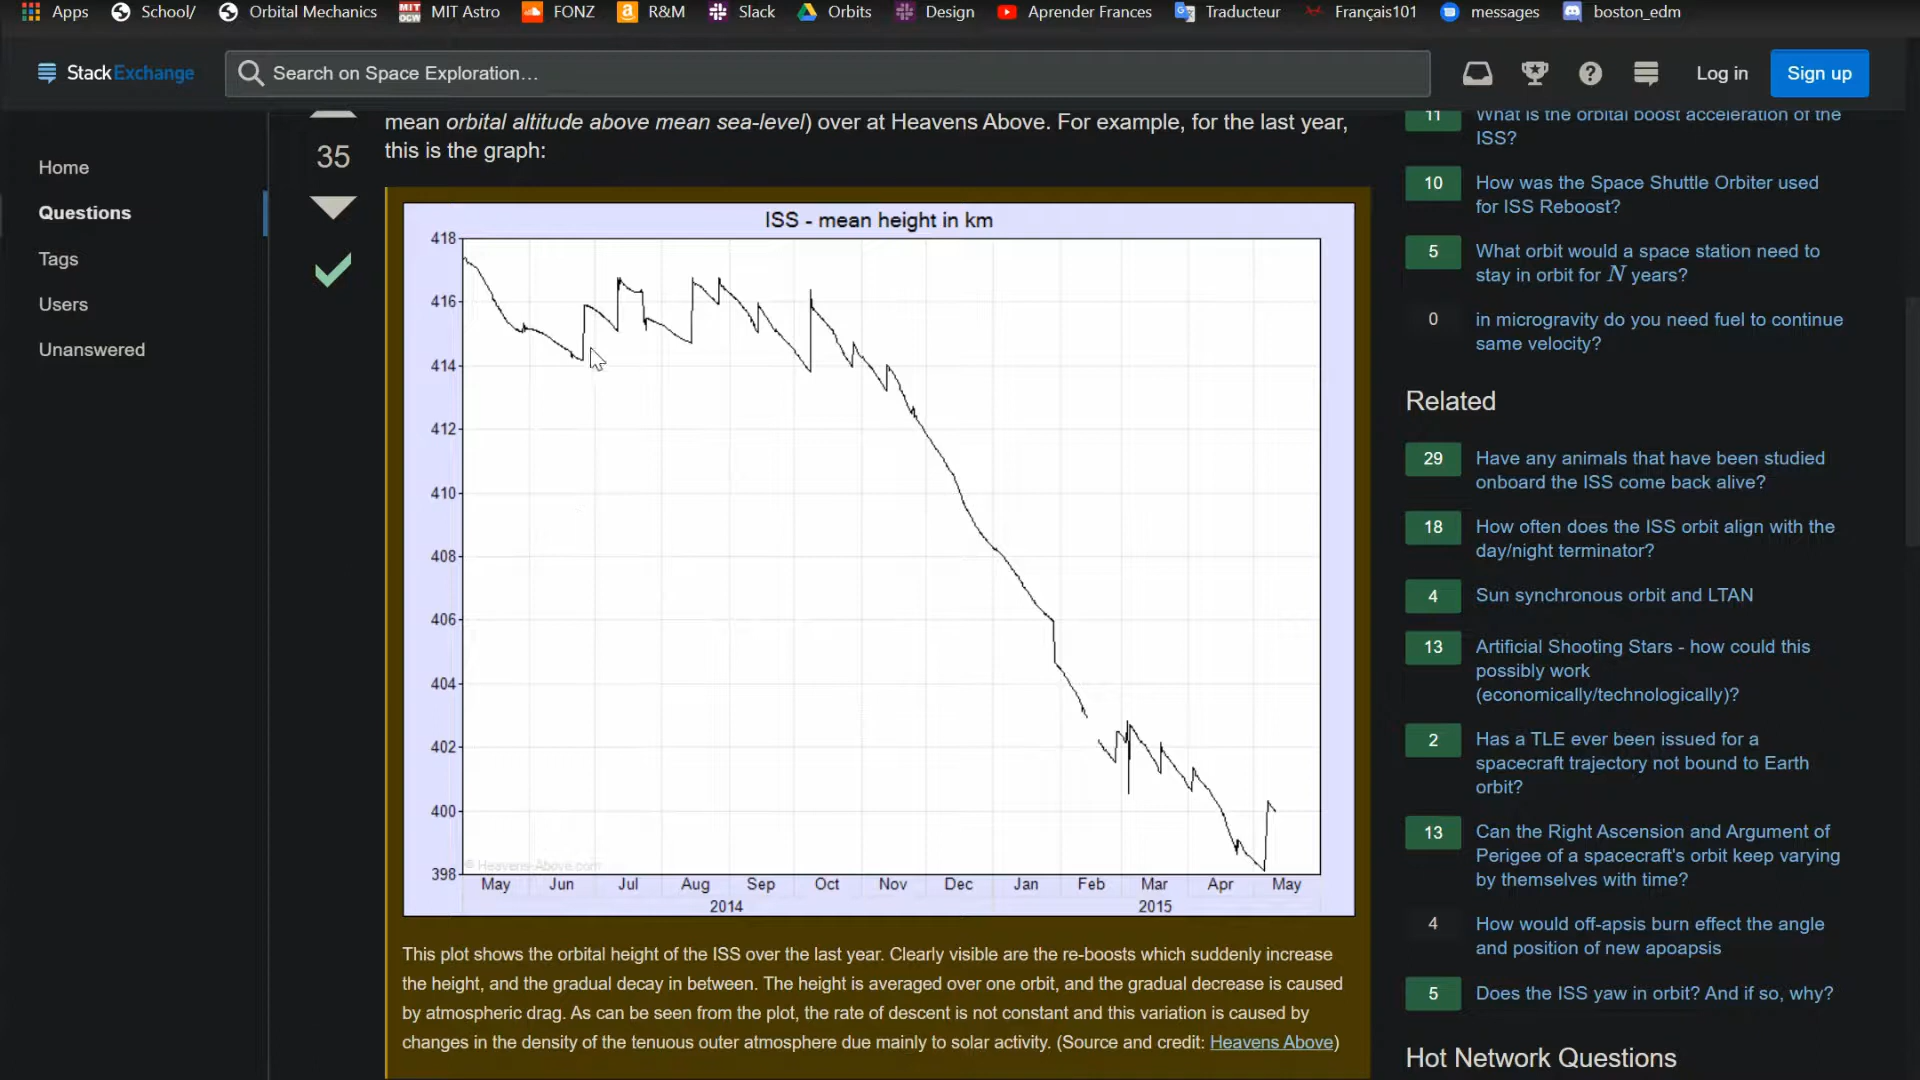 Apps School/ Orbital Mechanics MIT Astro FONZ R&M Slack Orbits Design Aprender Frances Traducteur Français101 messages boston_edm
StackExchange Search on Space Exploration... Log in Sign up
Home
Questions
Tags
Users
Unanswered
35
mean orbital altitude above mean sea-level) over at Heavens Above. For example, for the last year,
this is the graph:
ISS - mean height in km
418
416
414
412
410
408
406
404
402
400
398
© Heavens-Above.com
May Jun Jul Aug Sep Oct Nov Dec Jan Feb Mar Apr May
2014 2015
This plot shows the orbital height of the ISS over the last year. Clearly visible are the re-boosts which suddenly increase
the height, and the gradual decay in between. The height is averaged over one orbit, and the gradual decrease is caused
by atmospheric drag. As can be seen from the plot, the rate of descent is not constant and this variation is caused by
changes in the density of the tenuous outer atmosphere due mainly to solar activity. (Source and credit: Heavens Above)
11 What is the orbital boost acceleration of the
ISS?
10 How was the Space Shuttle Orbiter used
for ISS Reboost?
5 What orbit would a space station need to
stay in orbit for N years?
0 in microgravity do you need fuel to continue
same velocity?
Related
29 Have any animals that have been studied
onboard the ISS come back alive?
18 How often does the ISS orbit align with the
day/night terminator?
4 Sun synchronous orbit and LTAN
13 Artificial Shooting Stars - how could this
possibly work
(economically/technologically)?
2 Has a TLE ever been issued for a
spacecraft trajectory not bound to Earth
orbit?
13 Can the Right Ascension and Argument of
Perigee of a spacecraft's orbit keep varying
by themselves with time?
4 How would off-apsis burn effect the angle
and position of new apoapsis
5 Does the ISS yaw in orbit? And if so, why?
Hot Network Questions